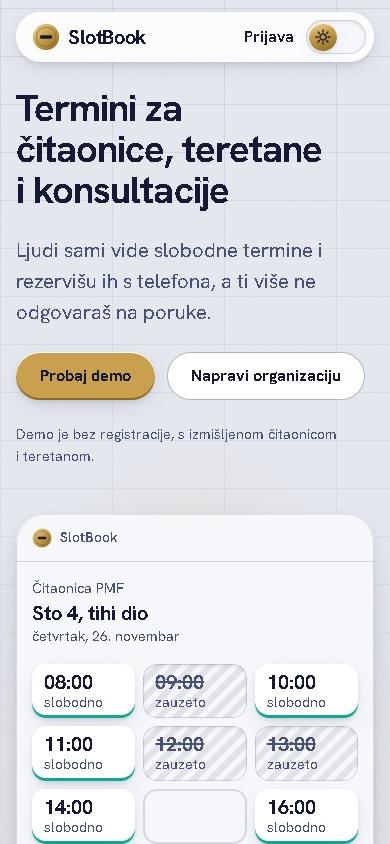 SlotBook
Prijava
Termini za
čitaonice, teretane
i konsultacije
Ljudi sami vide slobodne termine i
rezervišu ih s telefona, a ti više ne
odgovaraš na poruke.
Probaj demo
Napravi organizaciju
Demo je bez registracije, s izmišljenom čitaonicom
i teretanom.
SlotBook
Čitaonica PMF
Sto 4, tihi dio
četvrtak, 26. novembar
08:00 09:00 10:00
slobodno zauzeto slobodno
11:00 12:00 13:00
slobodno zauzeto zauzeto
14:00 16:00
slobodno slobodno